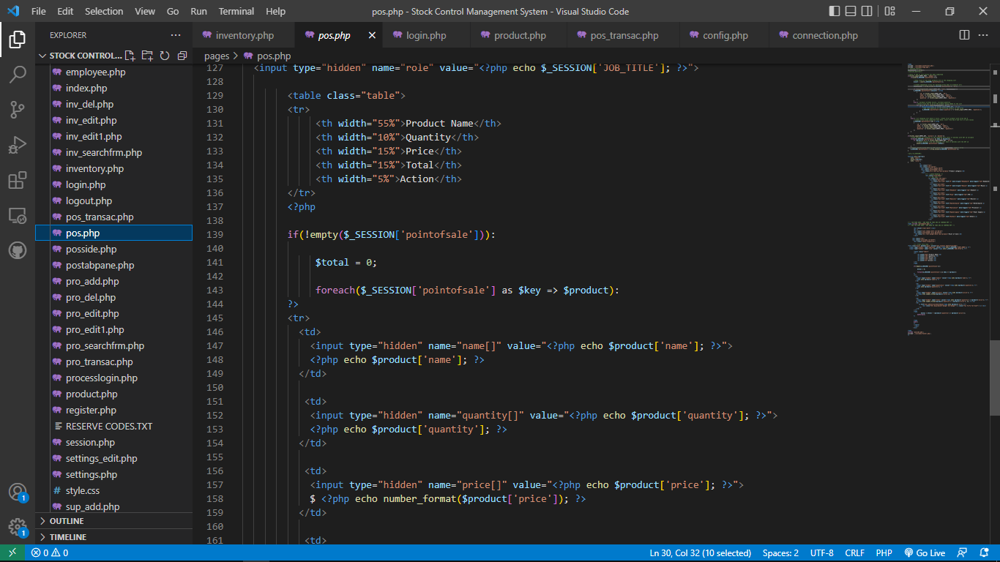 File Edit Selection View Go Run Terminal Help
pos.php - Stock Control Management System - Visual Studio Code
EXPLORER
inventory.php pos.php login.php product.php pos_transac.php config.php connection.php
STOCK CONTROL...
pages > pos.php
employee.php
index.php
inv_del.php
inv_edit.php
inv_edit1.php
inv_searchfrm.php
inventory.php
login.php
logout.php
pos_transac.php
pos.php
posside.php
postabpane.php
pro_add.php
pro_del.php
pro_edit.php
pro_edit1.php
pro_searchfrm.php
pro_transac.php
processlogin.php
product.php
register.php
RESERVE CODES.TXT
session.php
settings_edit.php
settings.php
# style.css
sup_add.php
OUTLINE
TIMELINE
127 <input type="hidden" name="role" value="<?php echo $_SESSION['JOB_TITLE']; ?>">
128
129 <table class="table">
130 <tr>
131 <th width="55%">Product Name</th>
132 <th width="10%">Quantity</th>
133 <th width="15%">Price</th>
134 <th width="15%">Total</th>
135 <th width="5%">Action</th>
136 </tr>
137 <?php
138
139 if(!empty($_SESSION['pointofsale'])):
140
141 $total = 0;
142
143 foreach($_SESSION['pointofsale'] as $key => $product):
144 ?>
145 <tr>
146 <td>
147 <input type="hidden" name="name[]" value="<?php echo $product['name']; ?>">
148 <?php echo $product['name']; ?>
149 </td>
150
151 <td>
152 <input type="hidden" name="quantity[]" value="<?php echo $product['quantity']; ?>">
153 <?php echo $product['quantity']; ?>
154 </td>
155
156 <td>
157 <input type="hidden" name="price[]" value="<?php echo $product['price']; ?>">
158 $ <?php echo number_format($product['price']); ?>
159 </td>
160
161 <td>
1
1
0 0 Ln 30, Col 32 (10 selected) Spaces: 2 UTF-8 CRLF PHP Go Live